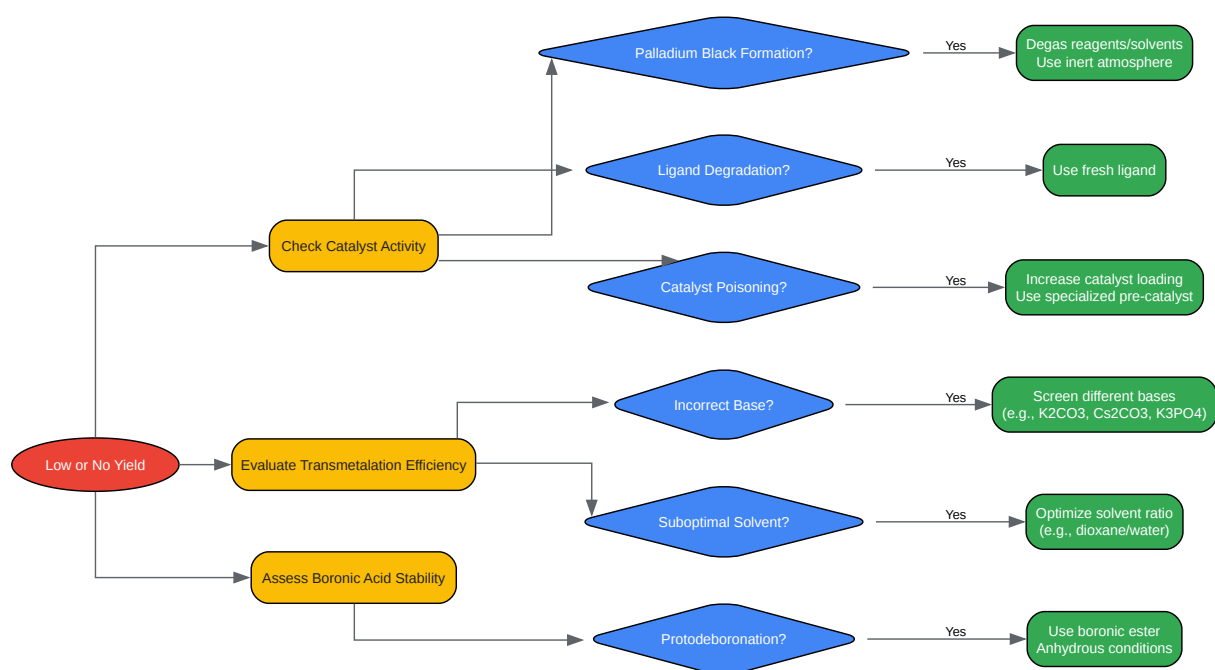 Palladium Black Formation?
Yes
Degas reagents/solvents
Use inert atmosphere
Ligand Degradation?
Yes
Use fresh ligand
Check Catalyst Activity
Catalyst Poisoning?
Yes
Increase catalyst loading
Use specialized pre-catalyst
Incorrect Base?
Yes
Screen different bases
(e.g., K2CO3, Cs2CO3, K3PO4)
Low or No Yield
Evaluate Transmetalation Efficiency
Suboptimal Solvent?
Yes
Optimize solvent ratio
(e.g., dioxane/water)
Assess Boronic Acid Stability
Protodeboronation?
Yes
Use boronic ester
Anhydrous conditions